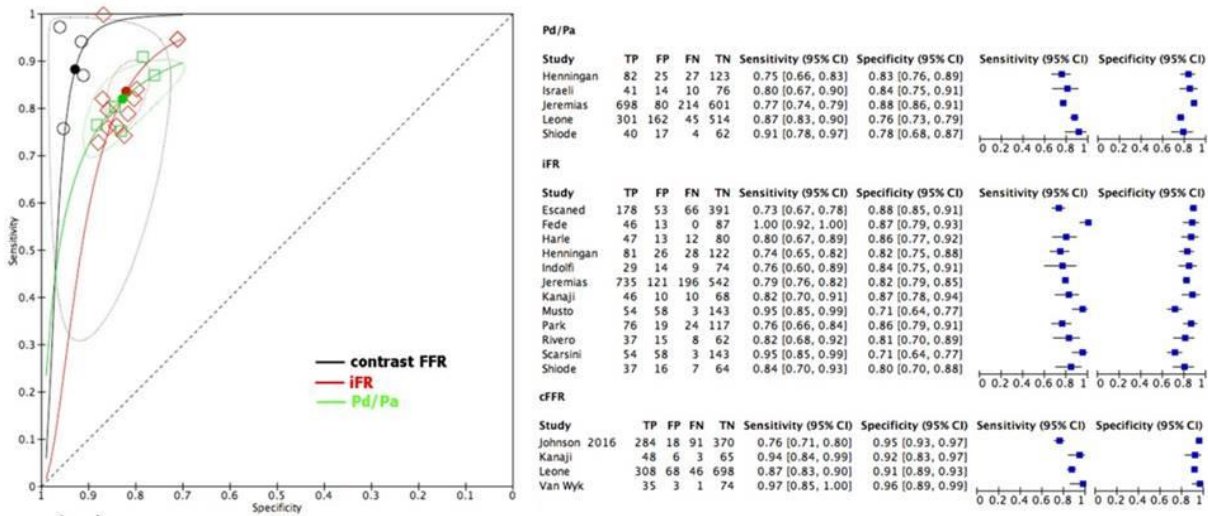 1
0.9
0.8
0.7
0.6
0.5
0.4
0.3
0.2
0.1
0
Sensitivity
1 0.9 0.8 0.7 0.6 0.5 0.4 0.3 0.2 0.1 0
Specificity
contrast FFR
iFR
Pd/Pa
Pd/Pa
Study TP FP FN TN Sensitivity (95% CI) Specificity (95% CI) Sensitivity (95% CI) Specificity (95% CI)
Henningan 82 25 27 123 0.75 [0.66, 0.83] 0.83 [0.76, 0.89]
Israeli 41 14 10 76 0.80 [0.67, 0.90] 0.84 [0.75, 0.91]
Jeremias 698 80 214 601 0.77 [0.74, 0.79] 0.88 [0.86, 0.91]
Leone 301 162 45 514 0.87 [0.83, 0.90] 0.76 [0.73, 0.79]
Shiode 40 17 4 62 0.91 [0.78, 0.97] 0.78 [0.68, 0.87]
0 0.2 0.4 0.6 0.8 1 0 0.2 0.4 0.6 0.8 1
iFR
Study TP FP FN TN Sensitivity (95% CI) Specificity (95% CI) Sensitivity (95% CI) Specificity (95% CI)
Escaned 178 53 66 391 0.73 [0.67, 0.78] 0.88 [0.85, 0.91]
Fede 46 13 0 87 1.00 [0.92, 1.00] 0.87 [0.79, 0.93]
Harle 47 13 12 80 0.80 [0.67, 0.89] 0.86 [0.77, 0.92]
Henningan 81 26 28 122 0.74 [0.65, 0.82] 0.82 [0.75, 0.88]
Indolfi 29 14 9 74 0.76 [0.60, 0.89] 0.84 [0.75, 0.91]
Jeremias 735 121 196 542 0.79 [0.76, 0.82] 0.82 [0.79, 0.85]
Kanaji 46 10 10 68 0.82 [0.70, 0.91] 0.87 [0.78, 0.94]
Musto 54 58 3 143 0.95 [0.85, 0.99] 0.71 [0.64, 0.77]
Park 76 19 24 117 0.76 [0.66, 0.84] 0.86 [0.79, 0.91]
Rivero 37 15 8 62 0.82 [0.68, 0.92] 0.81 [0.70, 0.89]
Scarsini 54 58 3 143 0.95 [0.85, 0.99] 0.71 [0.64, 0.77]
Shiode 37 16 7 64 0.84 [0.70, 0.93] 0.80 [0.70, 0.88]
0 0.2 0.4 0.6 0.8 1 0 0.2 0.4 0.6 0.8 1
cFFR
Study TP FP FN TN Sensitivity (95% CI) Specificity (95% CI) Sensitivity (95% CI) Specificity (95% CI)
Johnson 2016 284 18 91 370 0.76 [0.71, 0.80] 0.95 [0.93, 0.97]
Kanaji 48 6 3 65 0.94 [0.84, 0.99] 0.92 [0.83, 0.97]
Leone 308 68 46 698 0.87 [0.83, 0.90] 0.91 [0.89, 0.93]
Van Wyk 35 3 1 74 0.97 [0.85, 1.00] 0.96 [0.89, 0.99]
0 0.2 0.4 0.6 0.8 1 0 0.2 0.4 0.6 0.8 1